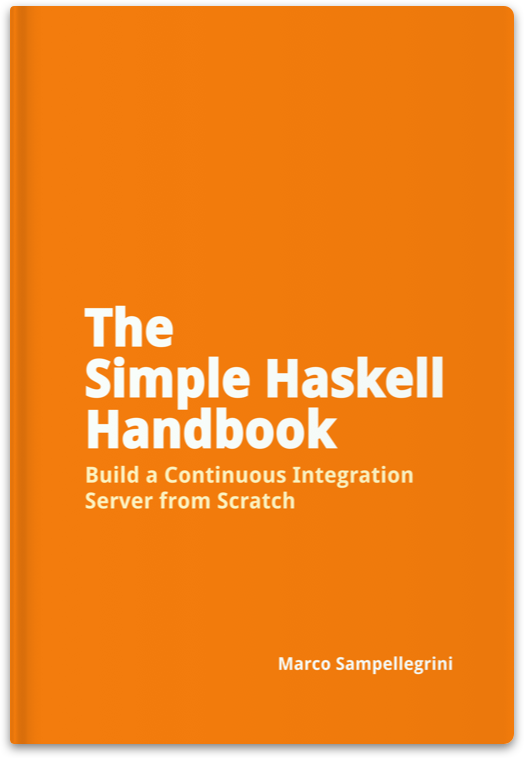 The
Simple Haskell
Handbook
Build a Continuous Integration
Server from Scratch
Marco Sampellegrini